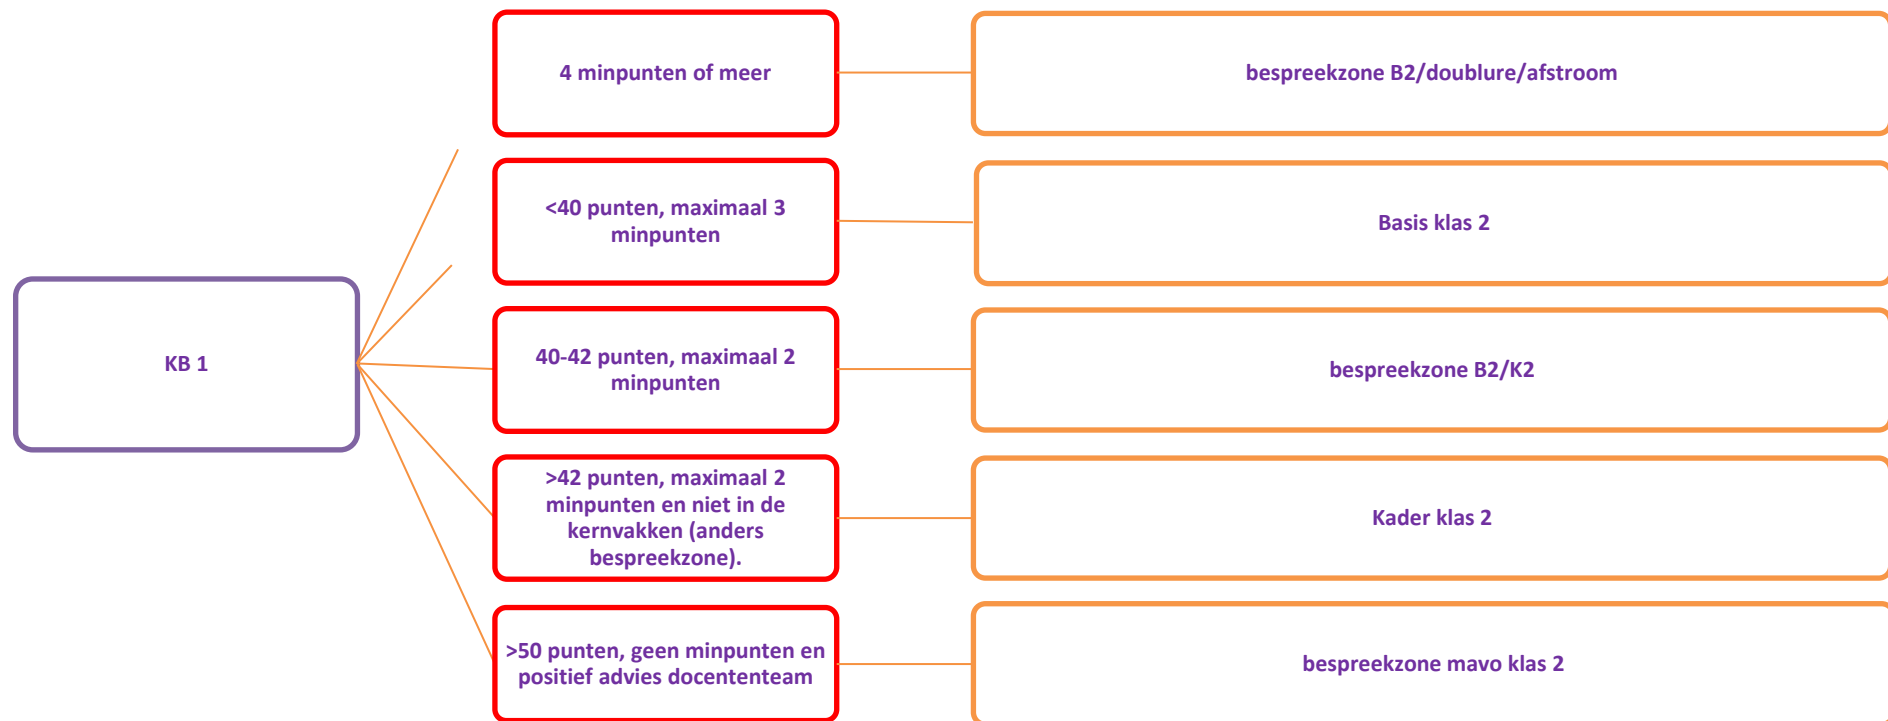 4 minpunten of meer
bespreekzone B2/doublure/afstroom
<40 punten, maximaal 3
minpunten
Basis klas 2
KB 1
40-42 punten, maximaal 2
minpunten
bespreekzone B2/K2
>42 punten, maximaal 2
minpunten en niet in de
kernvakken (anders
bespreekzone).
Kader klas 2
>50 punten, geen minpunten en
positief advies docententeam
bespreekzone mavo klas 2